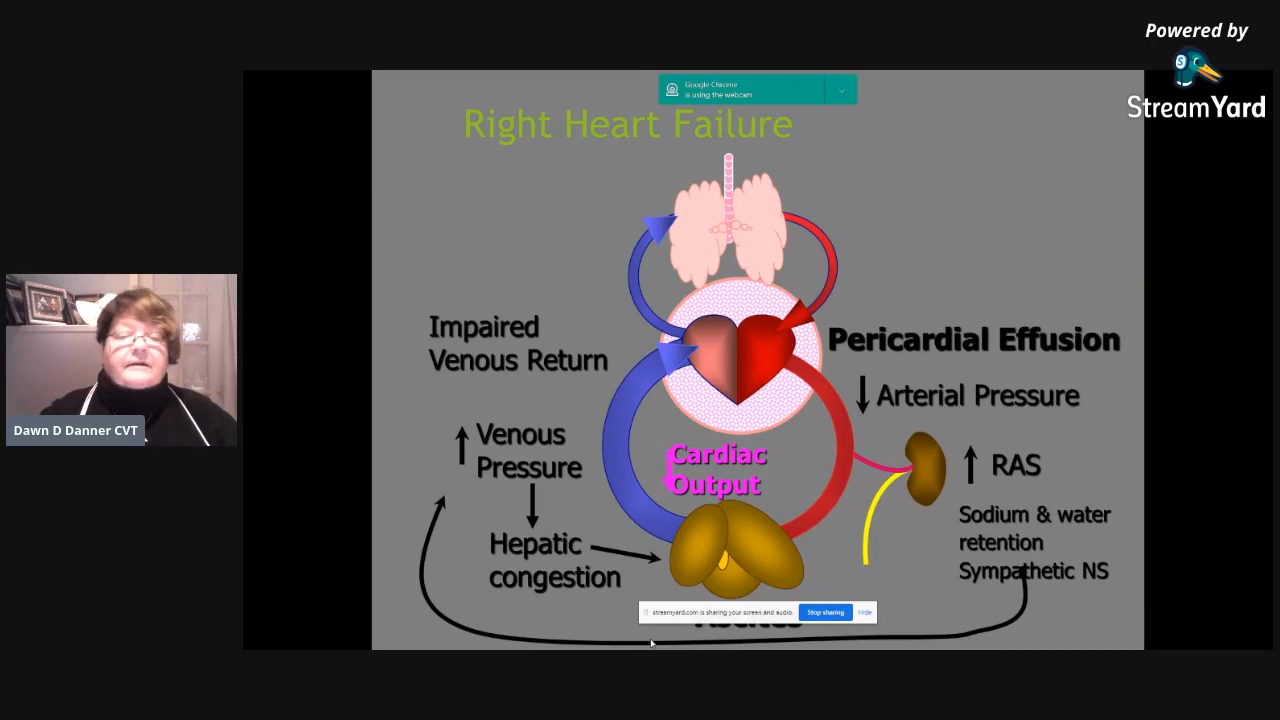 Powered by
StreamYard
Google Chrome
is using the webcam
Right Heart Failure
Impaired
Venous Return
Pericardial Effusion
Arterial Pressure
Venous
Pressure
Cardiac
Output
RAS
Sodium & water
retention
Sympathetic NS
Hepatic
congestion
streamyard.com is sharing your screen and audio.
Stop sharing
Hide
Dawn D Danner CVT